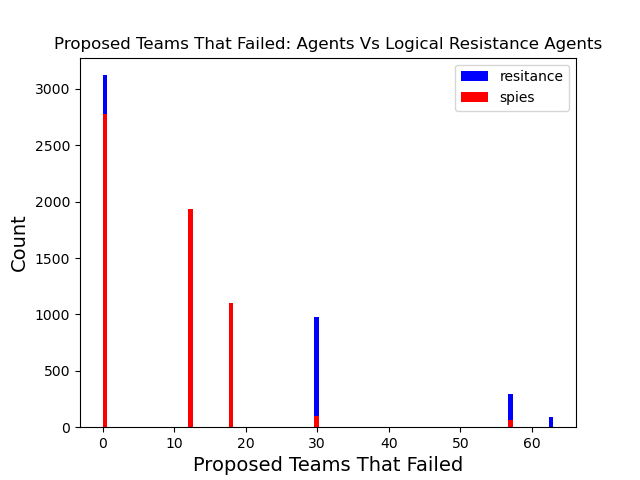 Proposed Teams That Failed: Agents Vs Logical Resistance Agents
resitance
spies
3000
2500
2000
1500
1000
500
0
Count
0 10 20 30 40 50 60
Proposed Teams That Failed